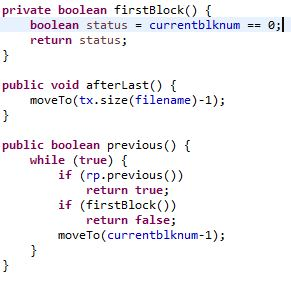 private boolean firstBlock() {
    boolean status = currentblknum == 0;
    return status;
}

public void afterLast() {
    moveTo(tx.size(filename)-1);
}

public boolean previous() {
    while (true) {
        if (rp.previous())
            return true;
        if (firstBlock())
            return false;
        moveTo(currentblknum-1);
    }
}